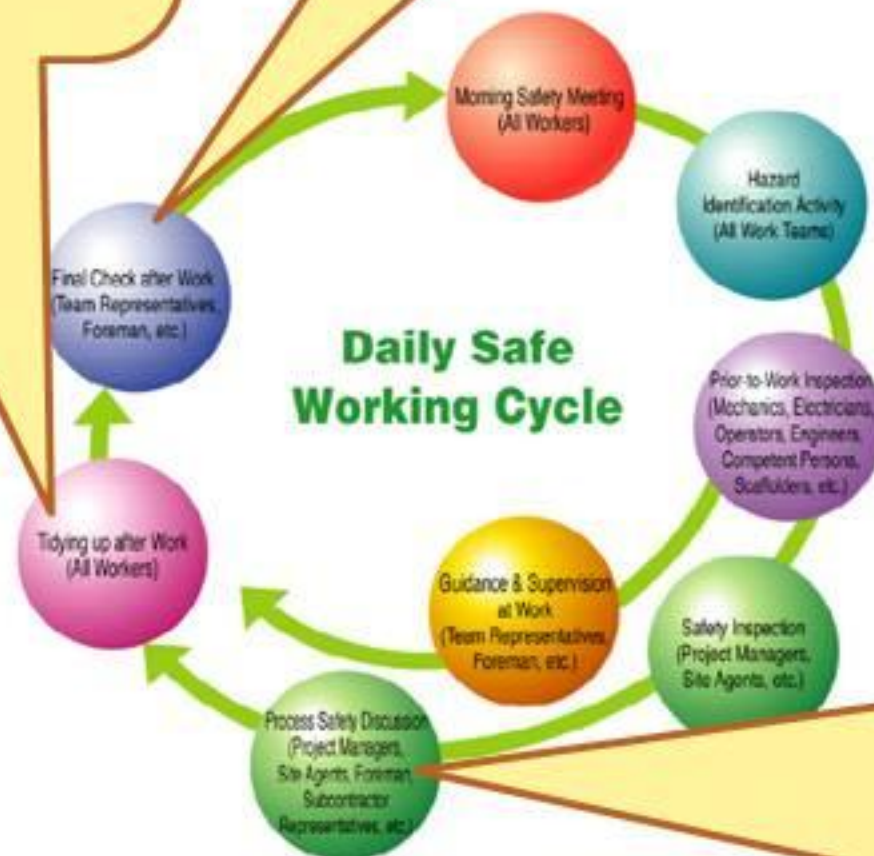 Morning Safety Meeting
(All Workers)
Hazard
Identification Activity
(All Work Teams)
Prior-to-Work Inspection
(Mechanics, Electricians,
Operators, Engineers,
Competent Persons,
Scaffolders, etc.)
Safety Inspection
(Project Managers,
Site Agents, etc.)
Guidance & Supervision
at Work
(Team Representatives,
Foreman, etc.)
Process Safety Discussion
(Project Managers,
Site Agents, Foreman,
Subcontractor
Representatives, etc.)
Tidying up after Work
(All Workers)
Final Check after Work
(Team Representatives,
Foreman, etc.)
Daily Safe
Working Cycle